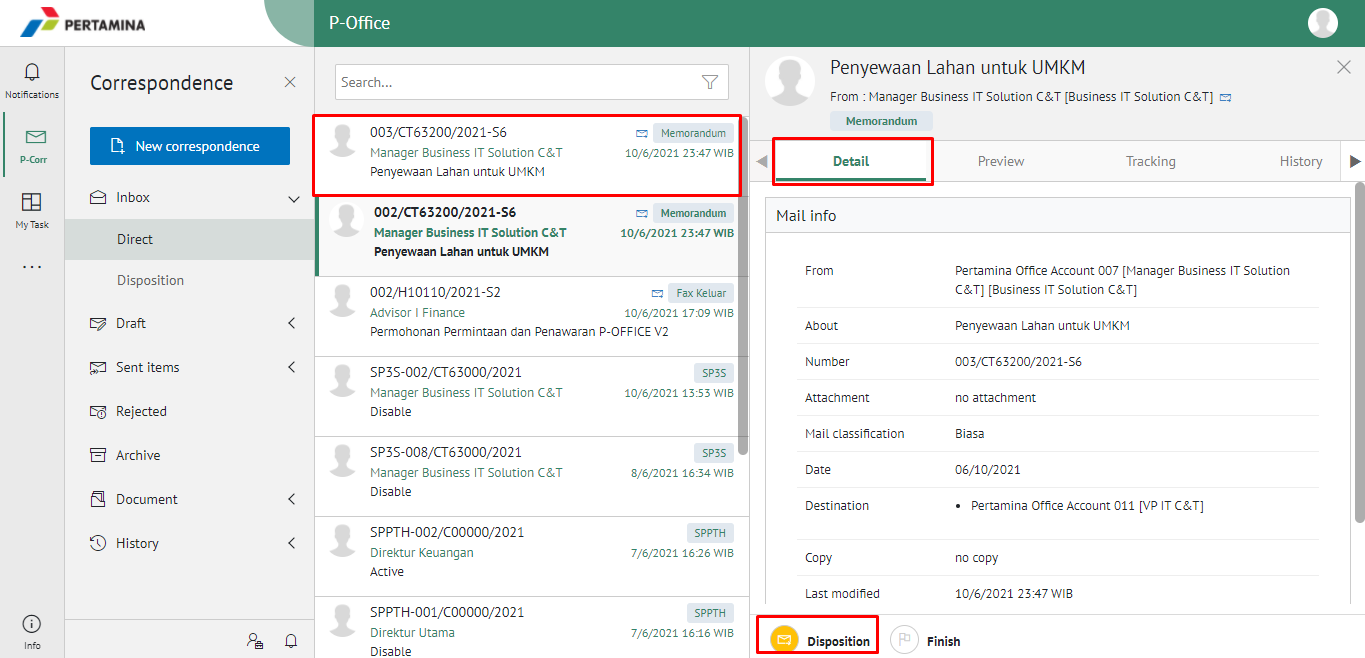 PERTAMINA
P-Office
Notifications
P-Corr
My Task
...
Info
Correspondence
New correspondence
Inbox
Direct
Disposition
Draft
Sent items
Rejected
Archive
Document
History
Search...
003/CT63200/2021-S6
Memorandum
Manager Business IT Solution C&T
10/6/2021 23:47 WIB
Penyewaan Lahan untuk UMKM
002/CT63200/2021-S6
Memorandum
Manager Business IT Solution C&T
10/6/2021 23:47 WIB
Penyewaan Lahan untuk UMKM
002/H10110/2021-S2
Fax Keluar
Advisor I Finance
10/6/2021 17:09 WIB
Permohonan Permintaan dan Penawaran P-OFFICE V2
SP3S-002/CT63000/2021
SP3S
Manager Business IT Solution C&T
10/6/2021 13:53 WIB
Disable
SP3S-008/CT63000/2021
SP3S
Manager Business IT Solution C&T
8/6/2021 16:34 WIB
Disable
SPPTH-002/C00000/2021
SPPTH
Direktur Keuangan
7/6/2021 16:26 WIB
Active
SPPTH-001/C00000/2021
SPPTH
Direktur Utama
7/6/2021 16:16 WIB
Disable
Penyewaan Lahan untuk UMKM
From : Manager Business IT Solution C&T [Business IT Solution C&T]
Memorandum
Detail
Preview
Tracking
History
Mail info
From
Pertamina Office Account 007 [Manager Business IT Solution
C&T] [Business IT Solution C&T]
About
Penyewaan Lahan untuk UMKM
Number
003/CT63200/2021-S6
Attachment
no attachment
Mail classification
Biasa
Date
06/10/2021
Destination
• Pertamina Office Account 011 [VP IT C&T]
Copy
no copy
Last modified
10/6/2021 23:47 WIB
Disposition
Finish